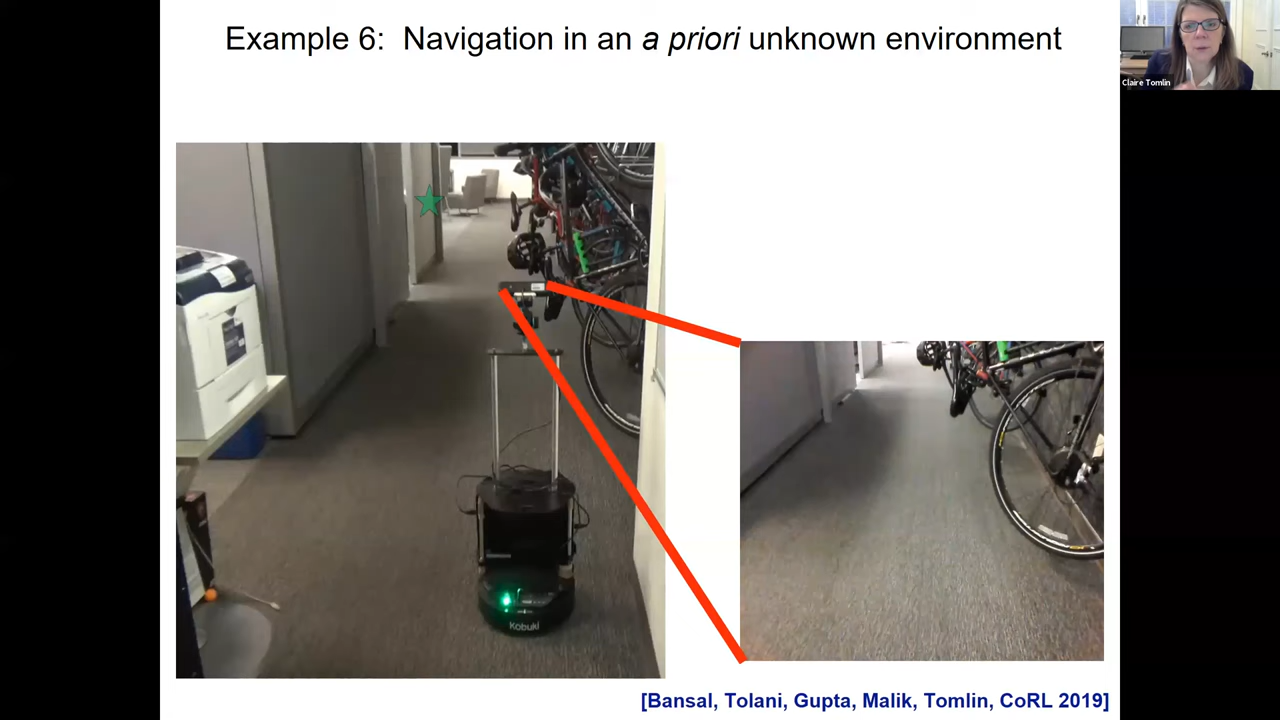 Example 6: Navigation in an a priori unknown environment
Claire Tomlin
Kobuki
[Bansal, Tolani, Gupta, Malik, Tomlin, CoRL 2019]